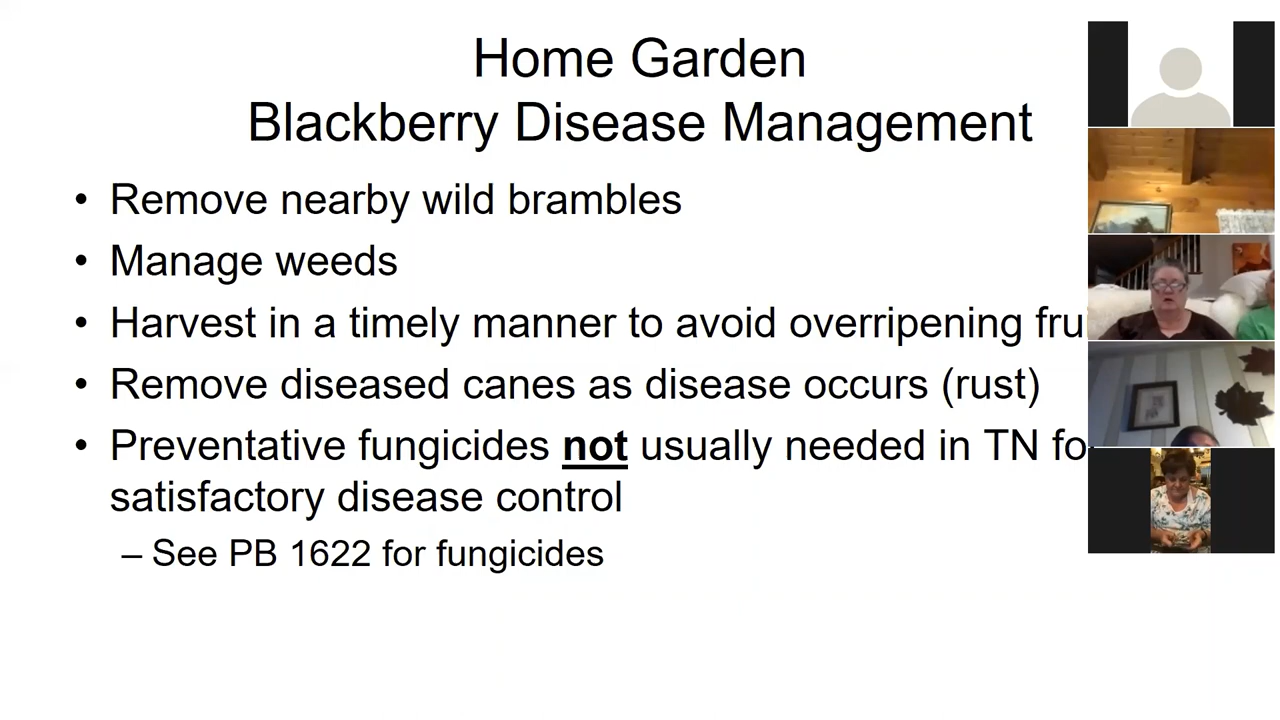 Home Garden
Blackberry Disease Management
• Remove nearby wild brambles
• Manage weeds
• Harvest in a timely manner to avoid overripening
• Remove diseased canes as disease occurs (rust)
• Preventative fungicides not usually needed in TN
satisfactory disease control
– See PB 1622 for fungicides